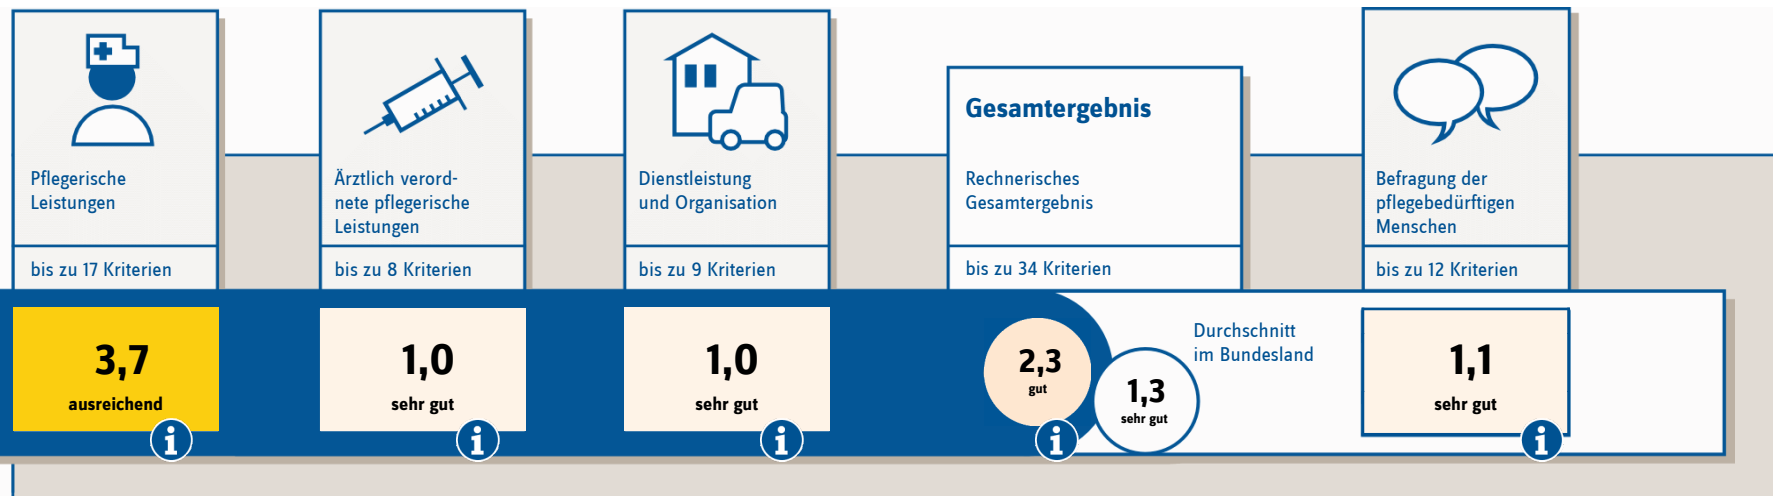 Pflegerische
Leistungen
bis zu 17 Kriterien
3,7
ausreichend
i
Ärztlich verord-
nete pflegerische
Leistungen
bis zu 8 Kriterien
1,0
sehr gut
i
Dienstleistung
und Organisation
bis zu 9 Kriterien
1,0
sehr gut
i
Gesamtergebnis
Rechnerisches
Gesamtergebnis
bis zu 34 Kriterien
2,3
gut
i
1,3
sehr gut
Durchschnitt
im Bundesland
Befragung der
pflegebedürftigen
Menschen
bis zu 12 Kriterien
1,1
sehr gut
i